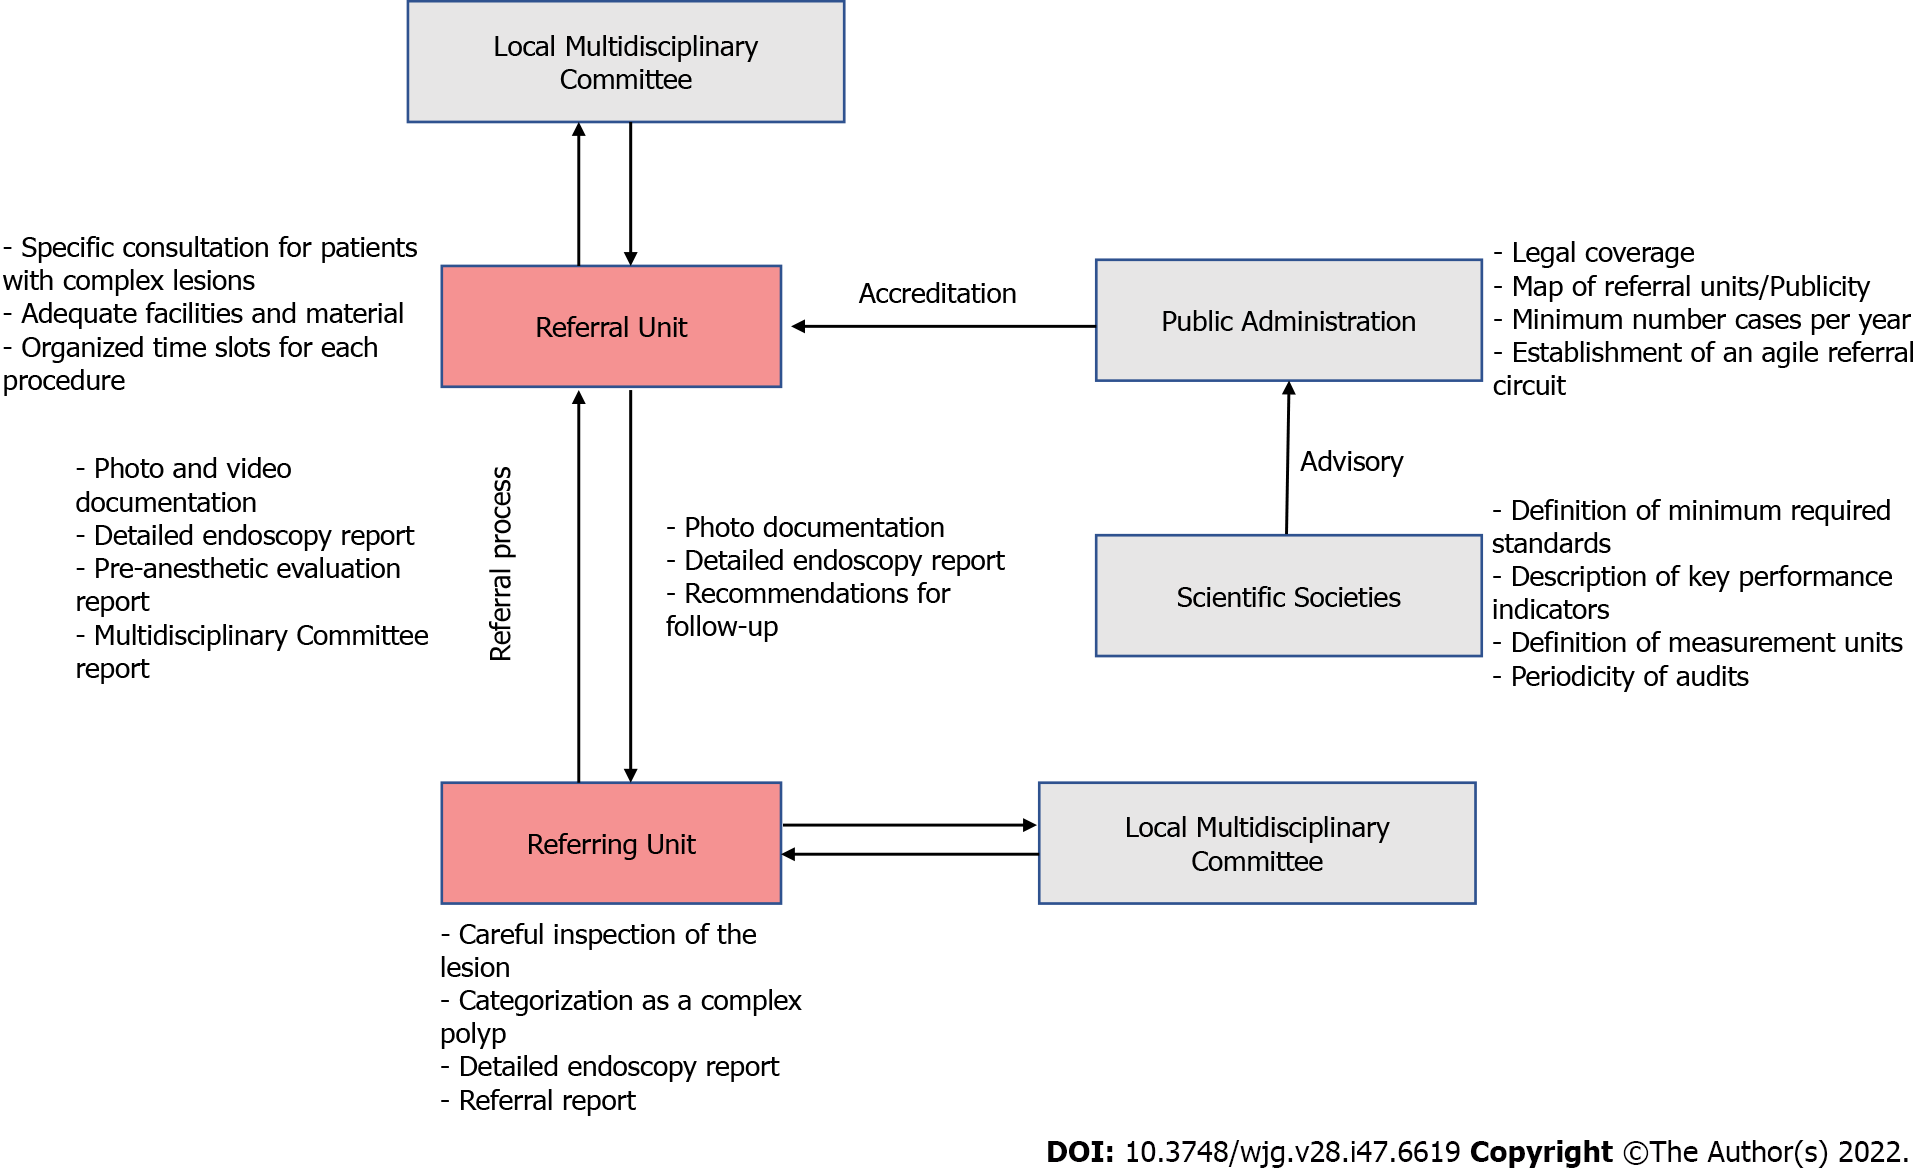 Local Multidisciplinary
Committee
- Specific consultation for patients
with complex lesions
- Adequate facilities and material
- Organized time slots for each
procedure
Referral Unit
Accreditation
Public Administration
- Legal coverage
- Map of referral units/Publicity
- Minimum number cases per year
- Establishment of an agile referral
circuit
- Photo and video
documentation
- Detailed endoscopy report
- Pre-anesthetic evaluation
report
- Multidisciplinary Committee
report
Referral process
- Photo documentation
- Detailed endoscopy report
- Recommendations for
follow-up
Advisory
Scientific Societies
- Definition of minimum required
standards
- Description of key performance
indicators
- Definition of measurement units
- Periodicity of audits
Referring Unit
Local Multidisciplinary
Committee
- Careful inspection of the
lesion
- Categorization as a complex
polyp
- Detailed endoscopy report
- Referral report
DOI: 10.3748/wjg.v28.i47.6619 Copyright ©The Author(s) 2022.